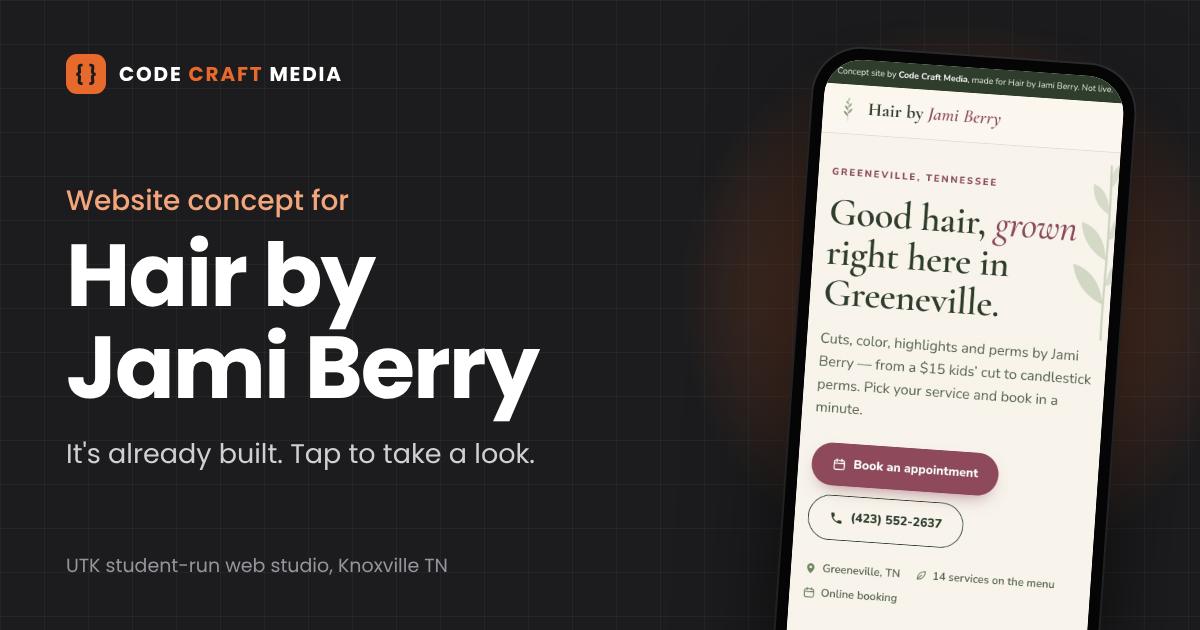 { } CODE CRAFT MEDIA
Website concept for
Hair by
Jami Berry
It's already built. Tap to take a look.
UTK student-run web studio, Knoxville TN
Concept site by Code Craft Media, made for Hair by Jami Berry. Not live.
Hair by Jami Berry
GREENEVILLE, TENNESSEE
Good hair, grown
right here in
Greeneville.
Cuts, color, highlights and perms by Jami
Berry — from a $15 kids’ cut to candlestick
perms. Pick your service and book in a
minute.
Book an appointment
(423) 552-2637
Greeneville, TN 14 services on the menu
Online booking